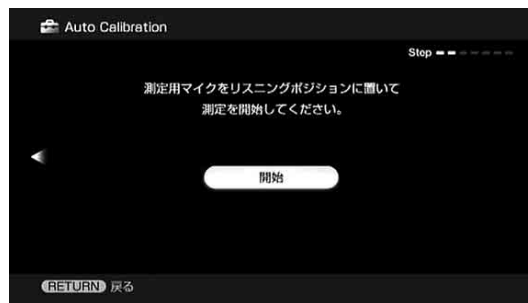 Auto Calibration
Step
測定用マイクをリスニングポジションに置いて
測定を開始してください。
開始
RETURN 戻る